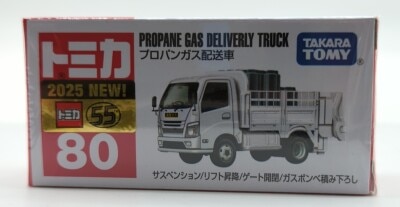 トミカ
PROPANE GAS DELIVERLY TRUCK
プロパンガス配送車
TAKARA
TOMY
2025 NEW!
トミカ 55
80
サスペンション/リフト昇降/ゲート開閉/ガスボンベ積み下ろし